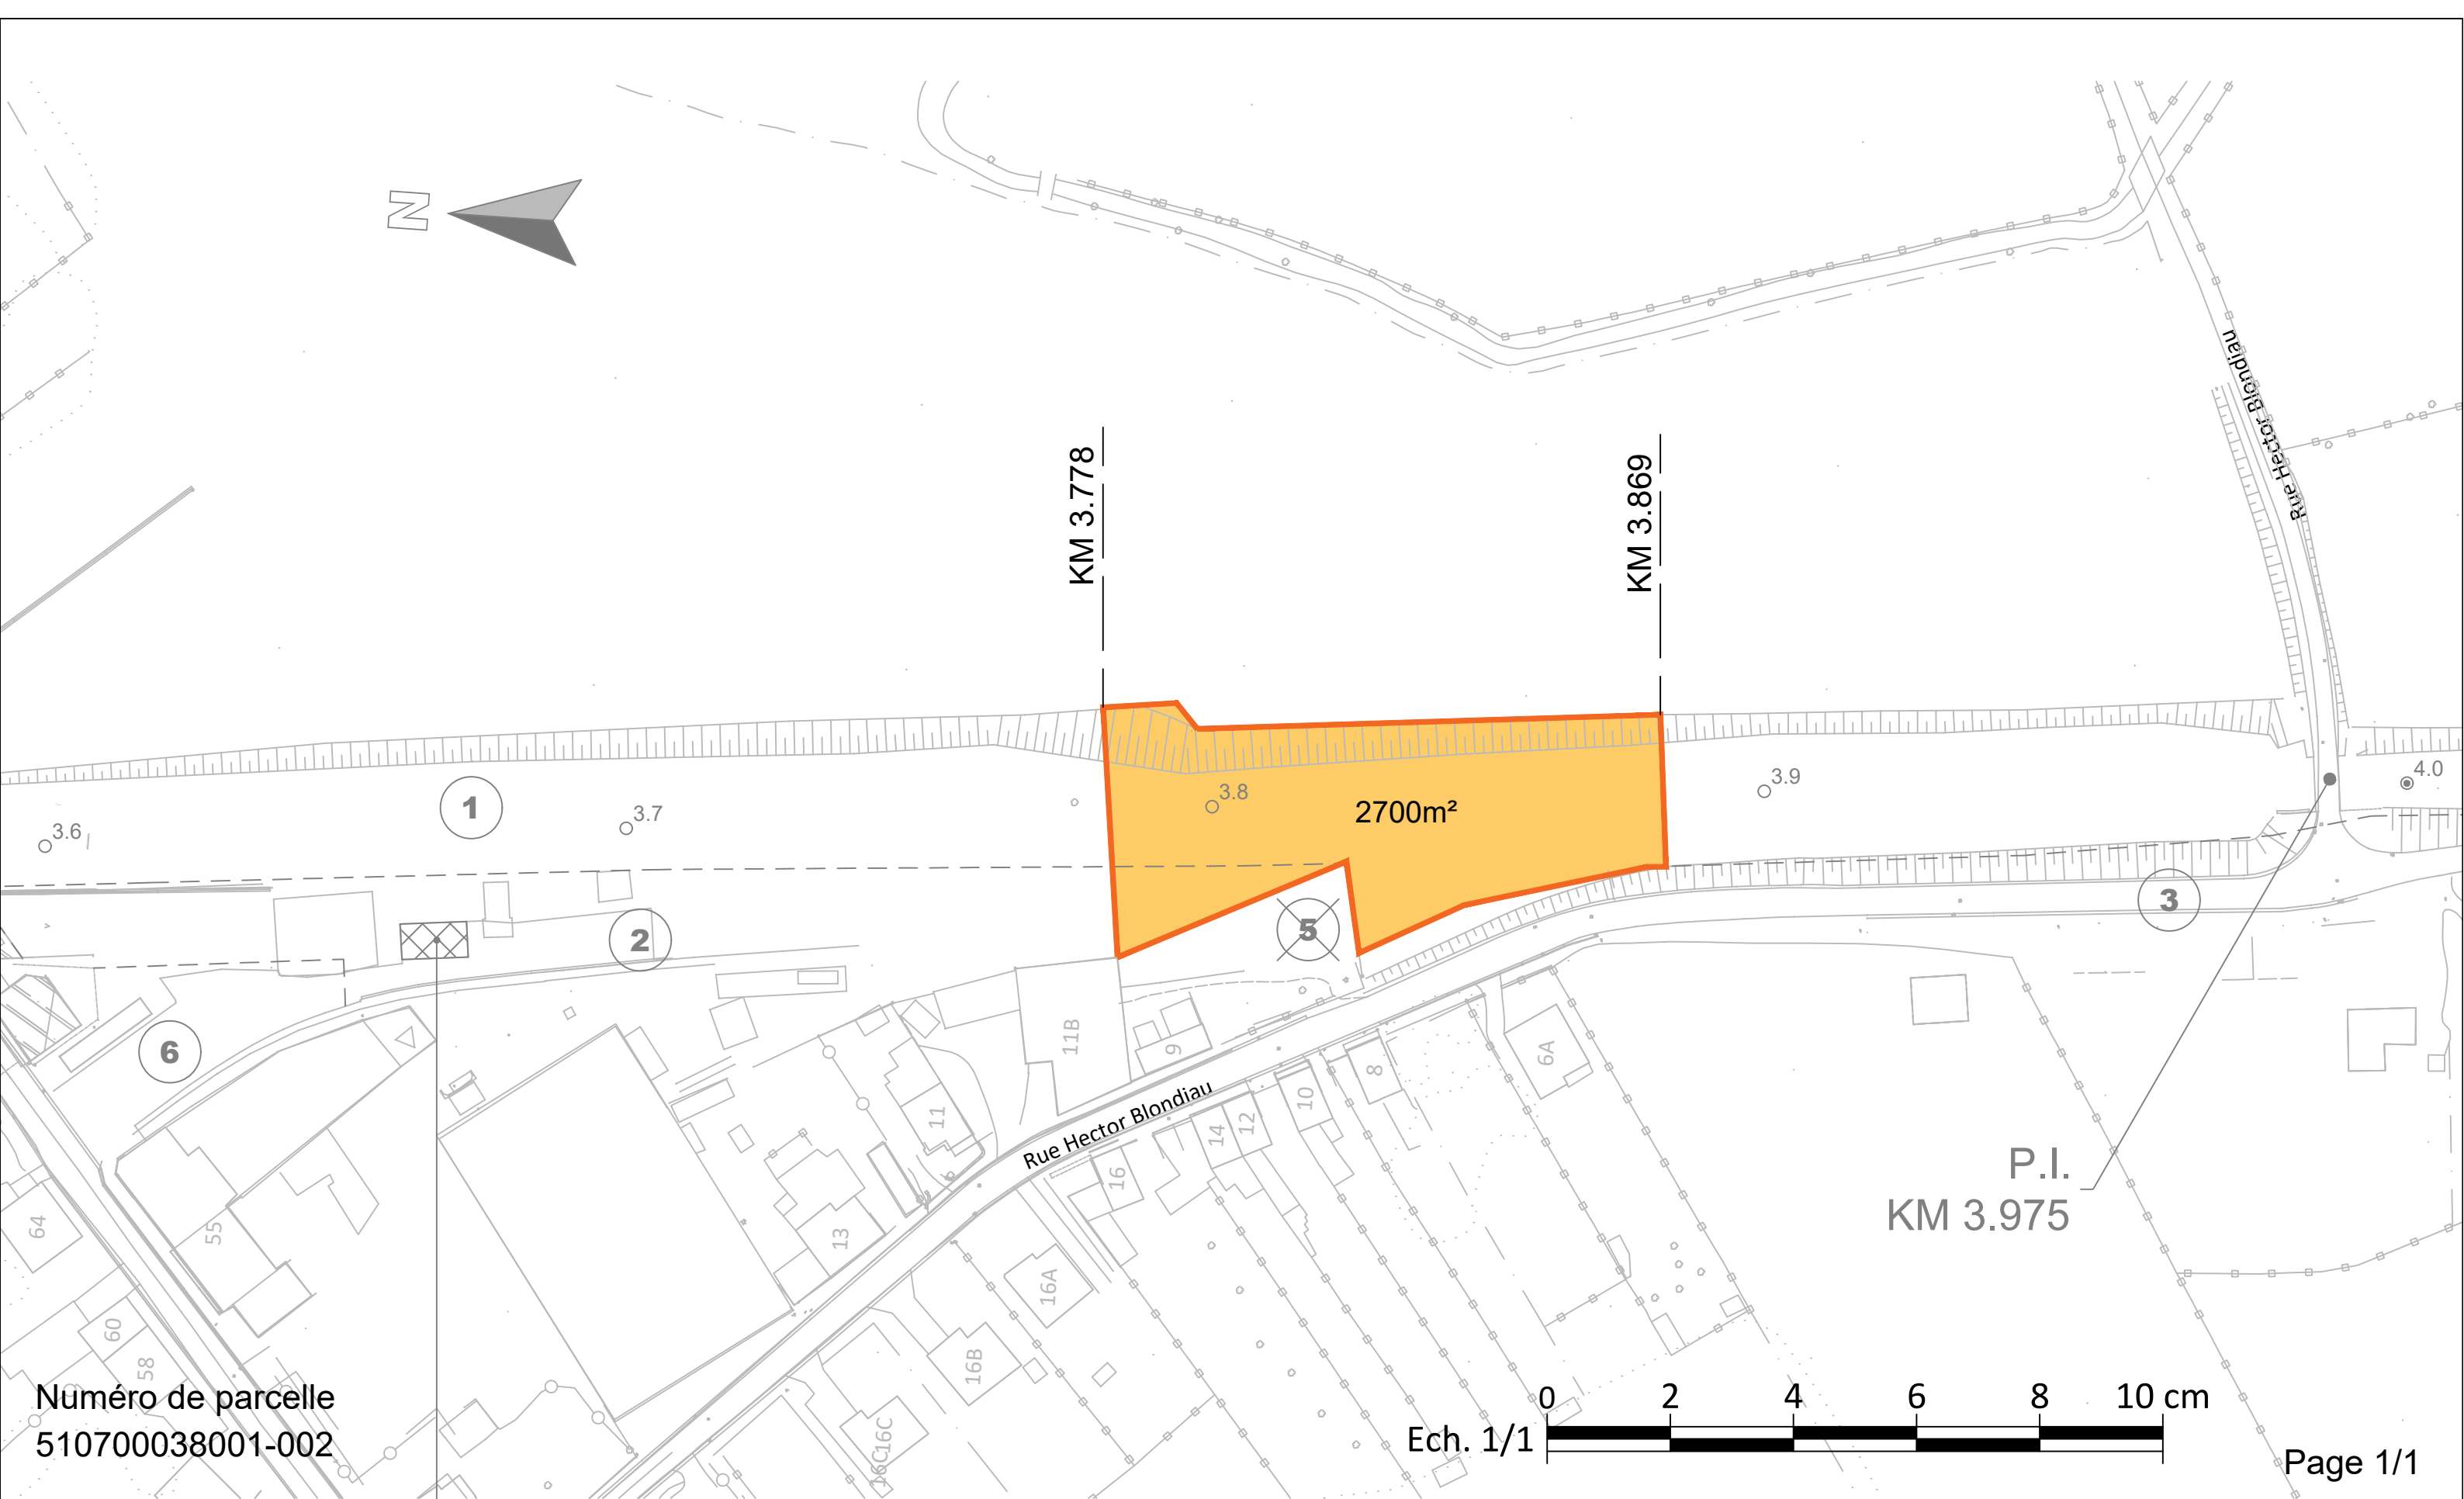 N
Rue Hector Blondiau
KM 3.778
KM 3.869
3.6
1
3.7
3.8
2700m²
3.9
4.0
2
5
3
6
11B
9
8
6A
11
10
12
14
16
Rue Hector Blondiau
13
64
55
16A
16B
60
58
16C
16C
P.I.
KM 3.975
Numéro de parcelle
510700038001-002
0 2 4 6 8 10 cm
Ech. 1/1
Page 1/1